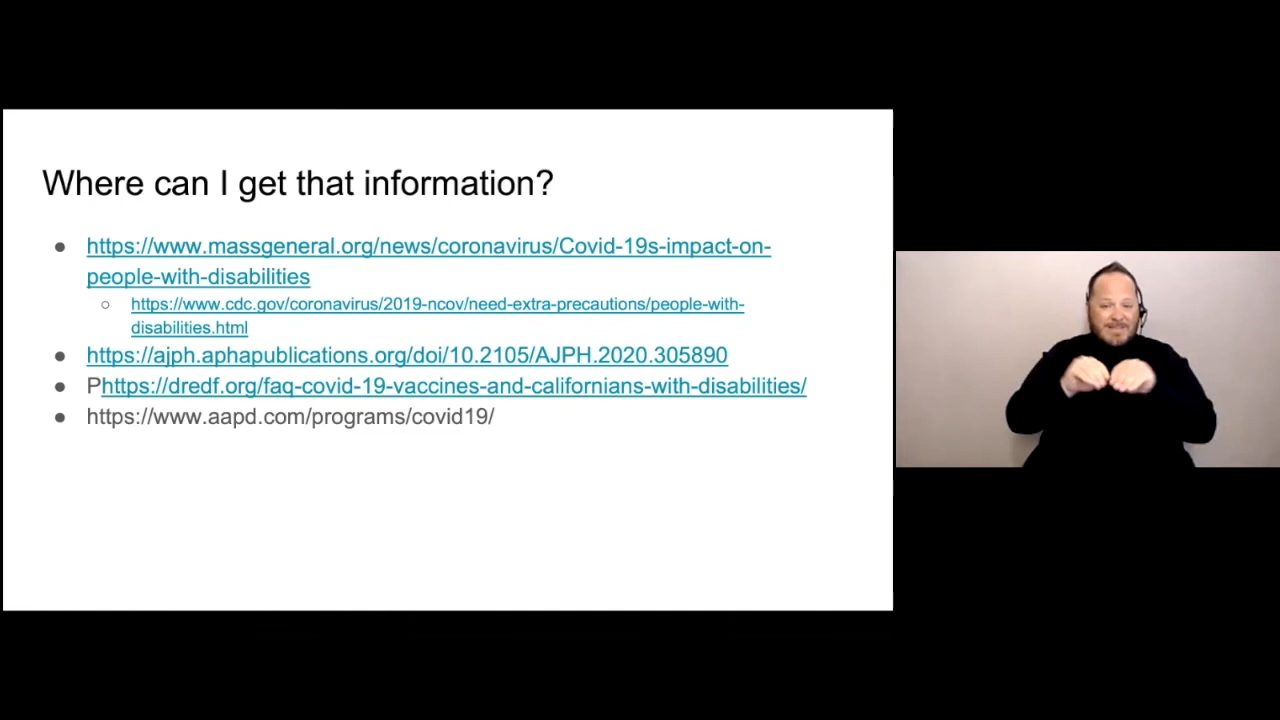 Where can I get that information?
https://www.massgeneral.org/news/coronavirus/Covid-19s-impact-on-
people-with-disabilities
https://www.cdc.gov/coronavirus/2019-ncov/need-extra-precautions/people-with-
disabilities.html
https://ajph.aphapublications.org/doi/10.2105/AJPH.2020.305890
Phttps://dredf.org/faq-covid-19-vaccines-and-californians-with-disabilities/
https://www.aapd.com/programs/covid19/